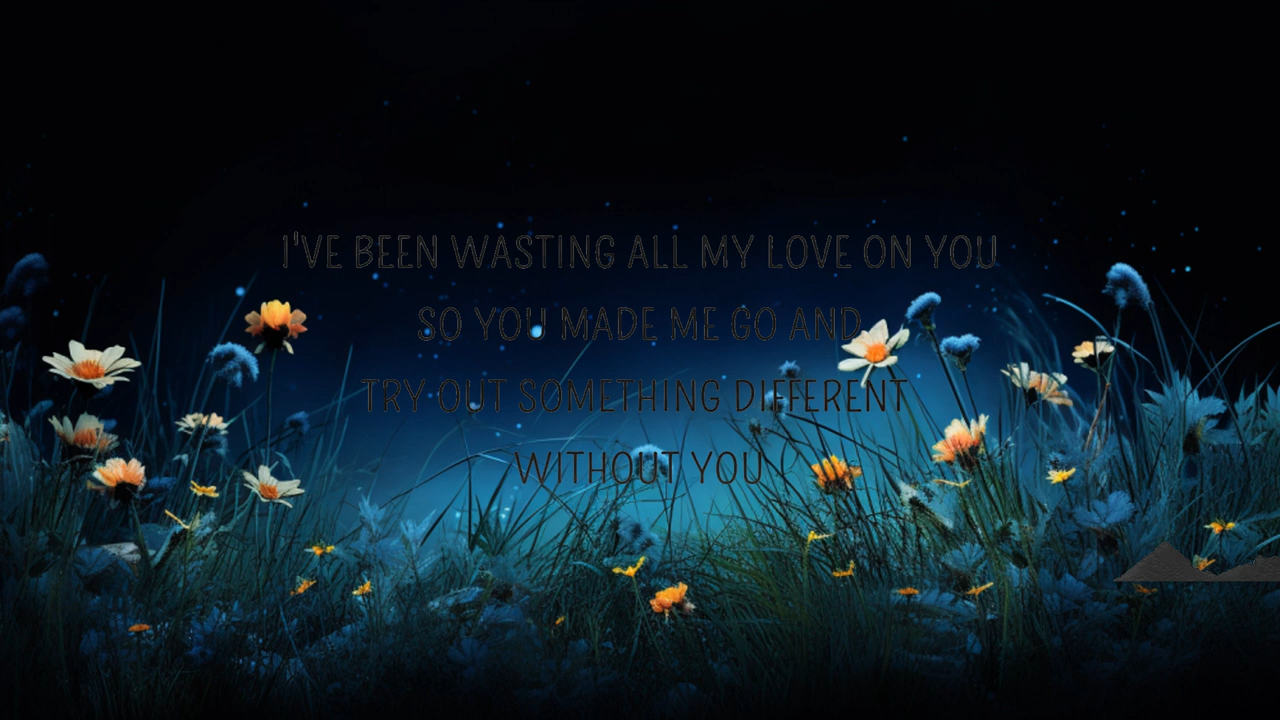 I'VE BEEN WASTING ALL MY LOVE ON YOU
SO YOU MADE ME GO AND
TRY OUT SOMETHING DIFFERENT
WITHOUT YOU